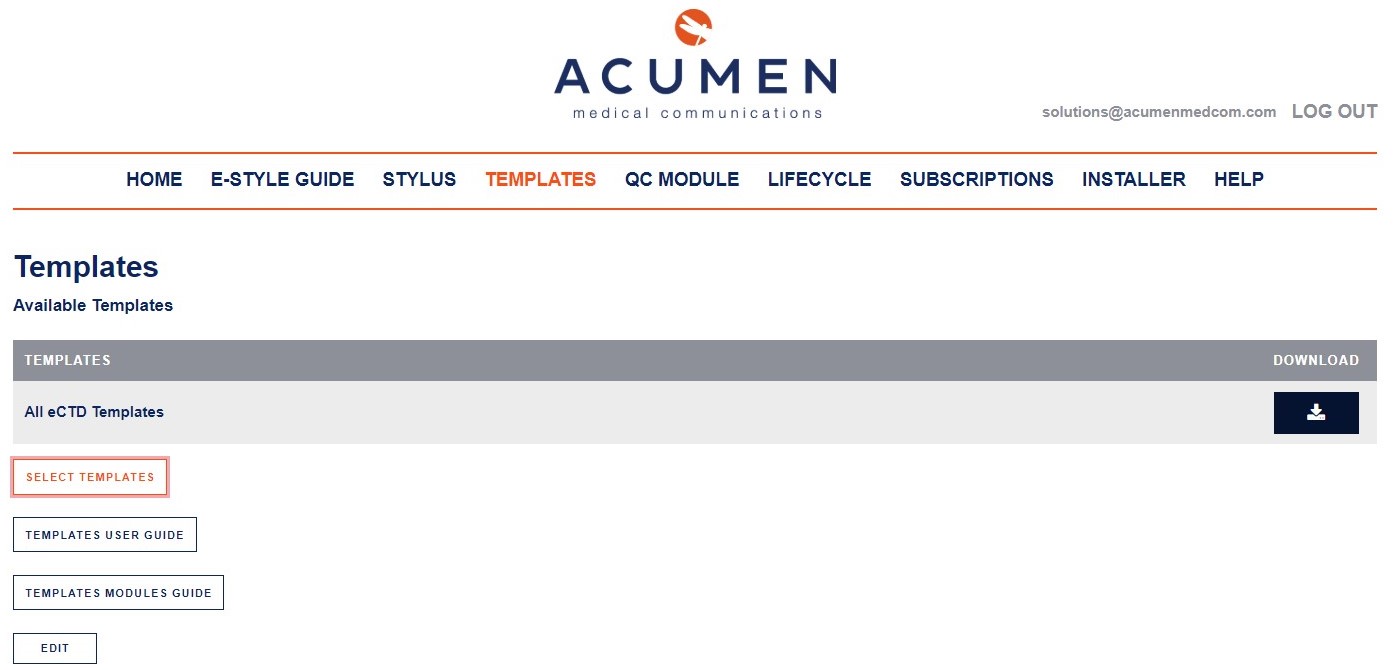 ACUMEN
medical communications
solutions@acumenmedcom.com LOG OUT
HOME E-STYLE GUIDE STYLUS TEMPLATES QC MODULE LIFECYCLE SUBSCRIPTIONS INSTALLER HELP
Templates
Available Templates
TEMPLATES DOWNLOAD
All eCTD Templates
SELECT TEMPLATES
TEMPLATES USER GUIDE
TEMPLATES MODULES GUIDE
EDIT